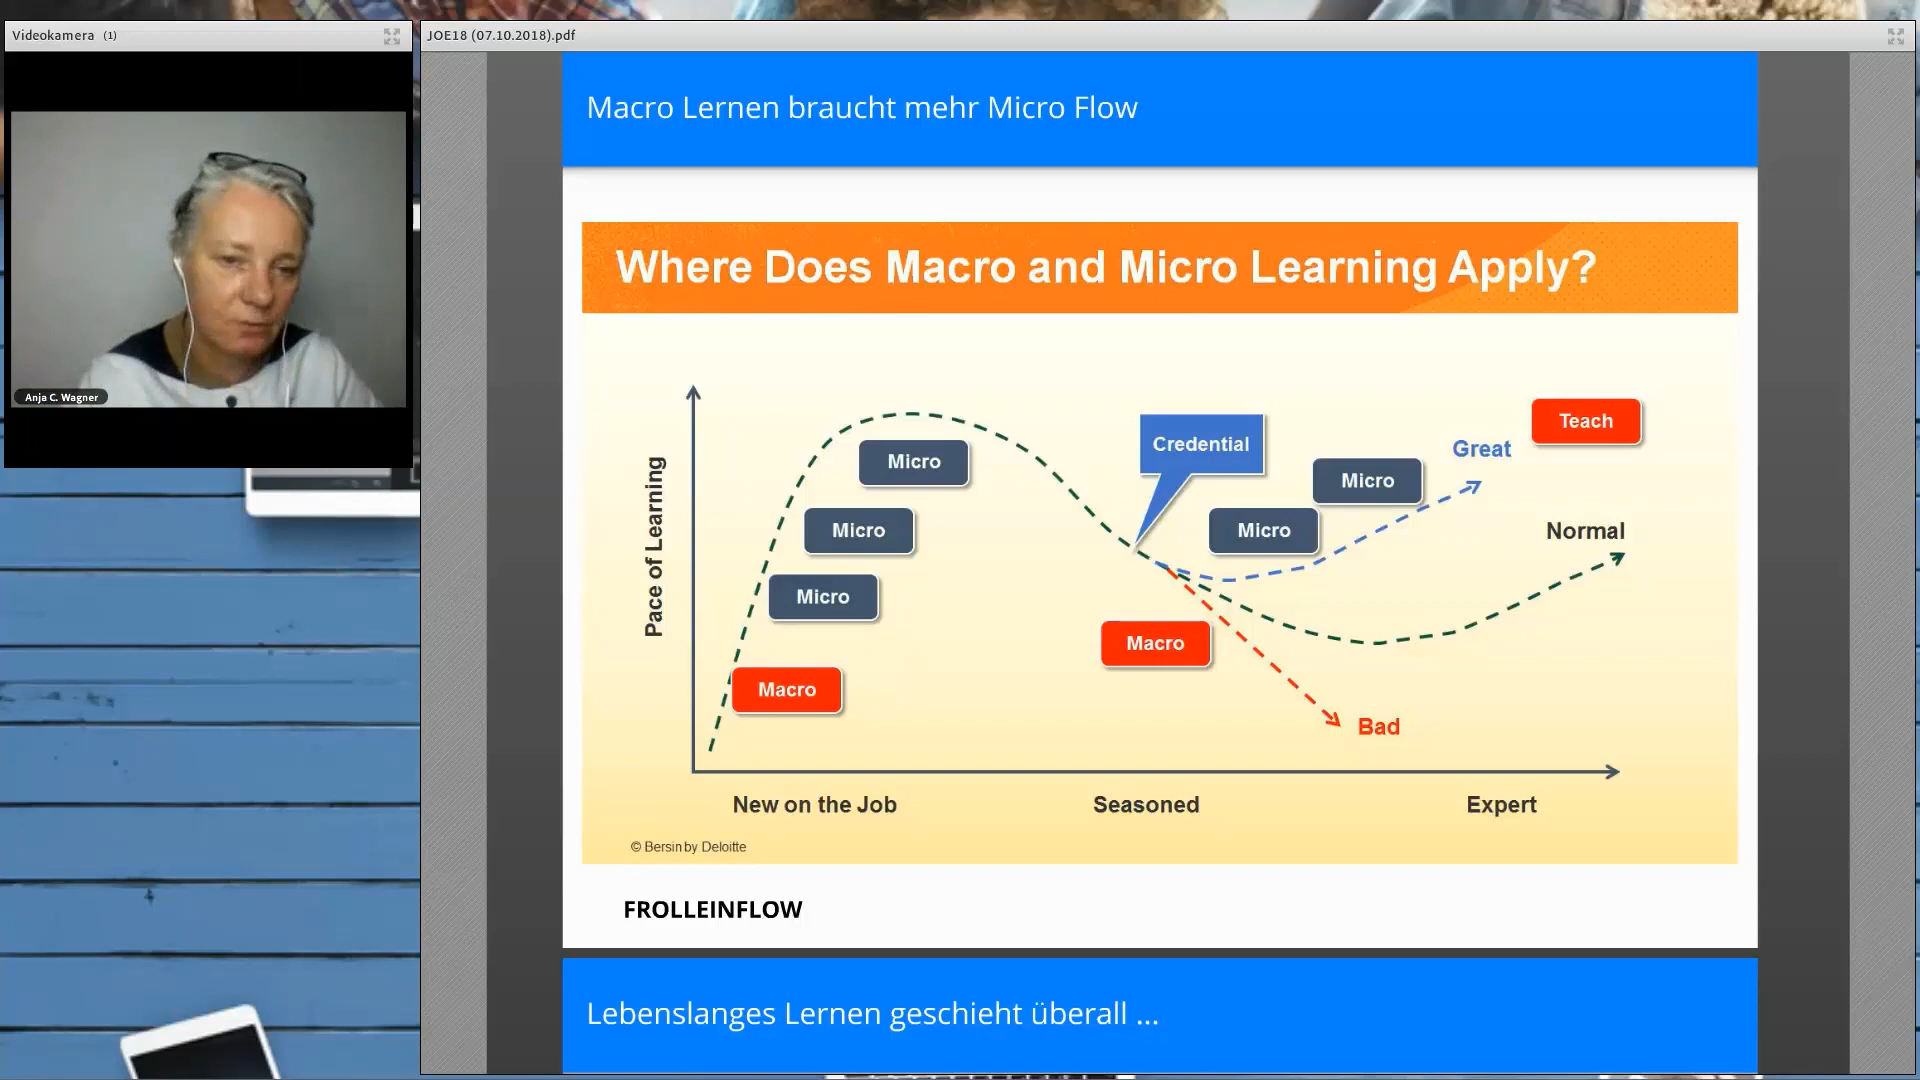 Videokamera (1)
Anja C. Wagner
JOE18 (07.10.2018).pdf
Macro Lernen braucht mehr Micro Flow
Where Does Macro and Micro Learning Apply?
Pace of Learning
Micro
Micro
Micro
Macro
Credential
Micro
Micro
Macro
Great
Teach
Normal
Bad
New on the Job
Seasoned
Expert
© Bersin by Deloitte
FROLLEINFLOW
Lebenslanges Lernen geschieht überall ...